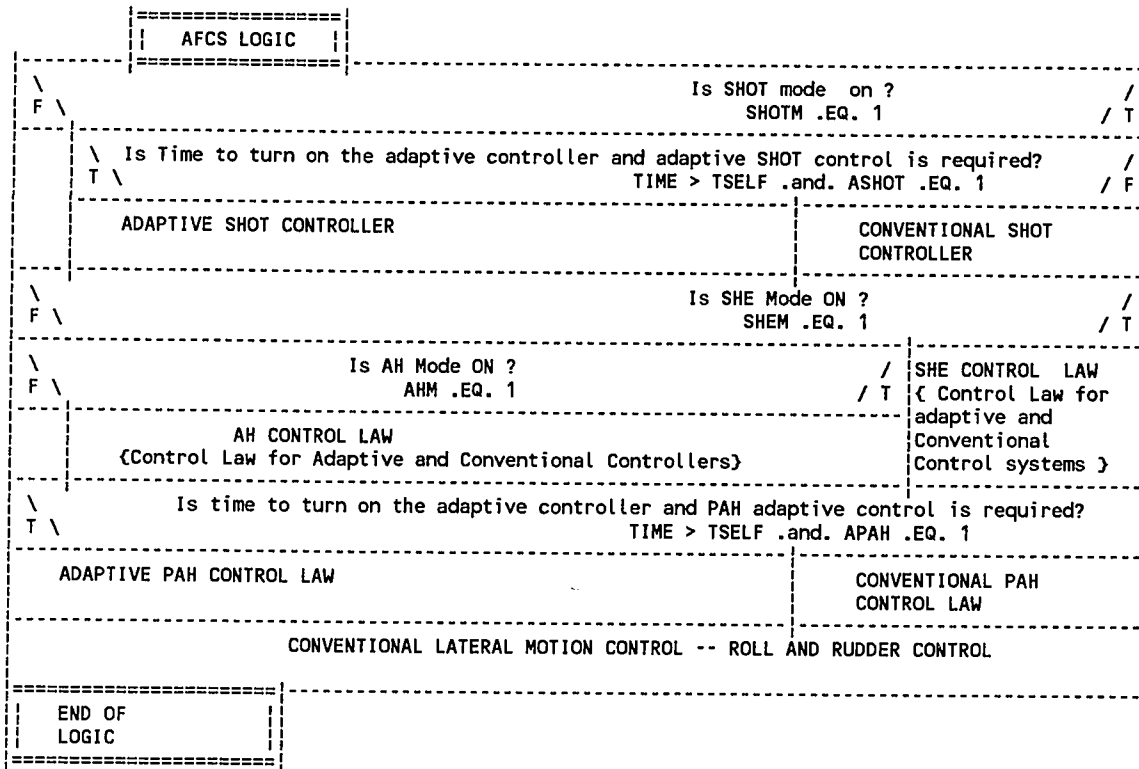 AFCS LOGIC
Is SHOT mode on ?
F SHOTM .EQ. 1 T
Is Time to turn on the adaptive controller and adaptive SHOT control is required?
T TIME > TSELF .and. ASHOT .EQ. 1 F
ADAPTIVE SHOT CONTROLLER
CONVENTIONAL SHOT
CONTROLLER
Is SHE Mode ON ?
F SHEM .EQ. 1 T
Is AH Mode ON ?
F AHM .EQ. 1 T
SHE CONTROL LAW
{ Control Law for
adaptive and
Conventional
Control systems }
AH CONTROL LAW
{Control Law for Adaptive and Conventional Controllers}
Is time to turn on the adaptive controller and PAH adaptive control is required?
T TIME > TSELF .and. APAH .EQ. 1
ADAPTIVE PAH CONTROL LAW
CONVENTIONAL PAH
CONTROL LAW
CONVENTIONAL LATERAL MOTION CONTROL -- ROLL AND RUDDER CONTROL
END OF
LOGIC